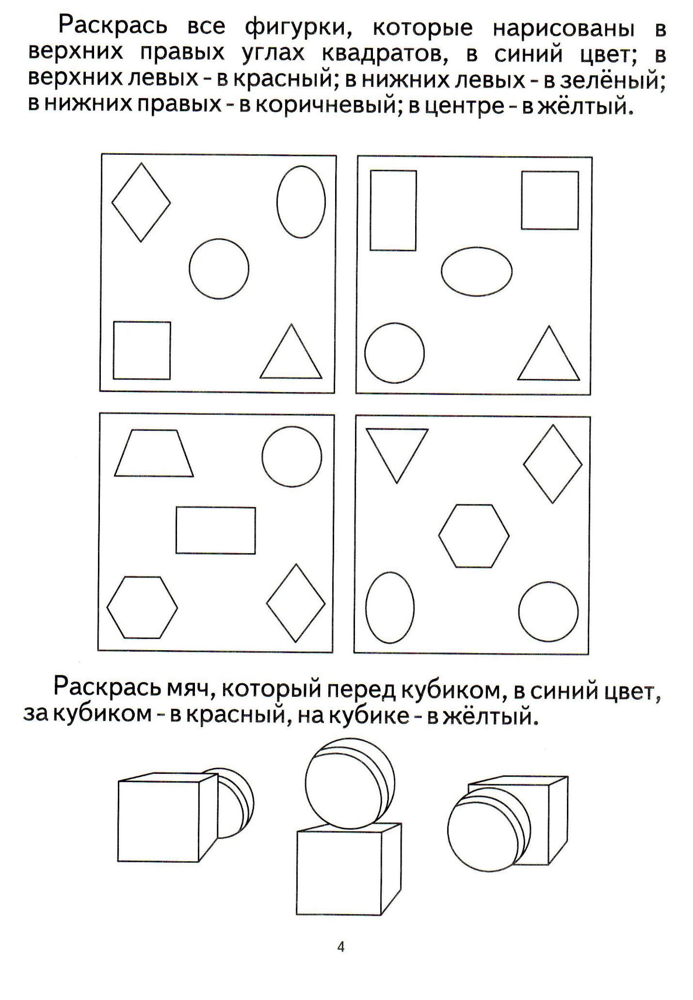 Раскрась все фигурки, которые нарисованы в
верхних правых углах квадратов, в синий цвет; в
верхних левых - в красный; в нижних левых - в зелёный;
в нижних правых - в коричневый; в центре - в жёлтый.
Раскрась мяч, который перед кубиком, в синий цвет,
за кубиком - в красный, на кубике - в жёлтый.
4